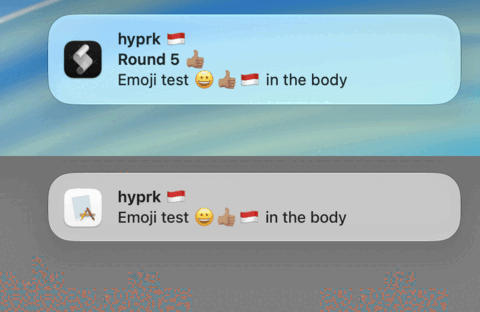 hyprk 🇮🇩
Round 5 👍🏽
Emoji test 😀👍🏽🇮🇩 in the body
hyprk 🇮🇩
Emoji test 😀👍🏽🇮🇩 in the body